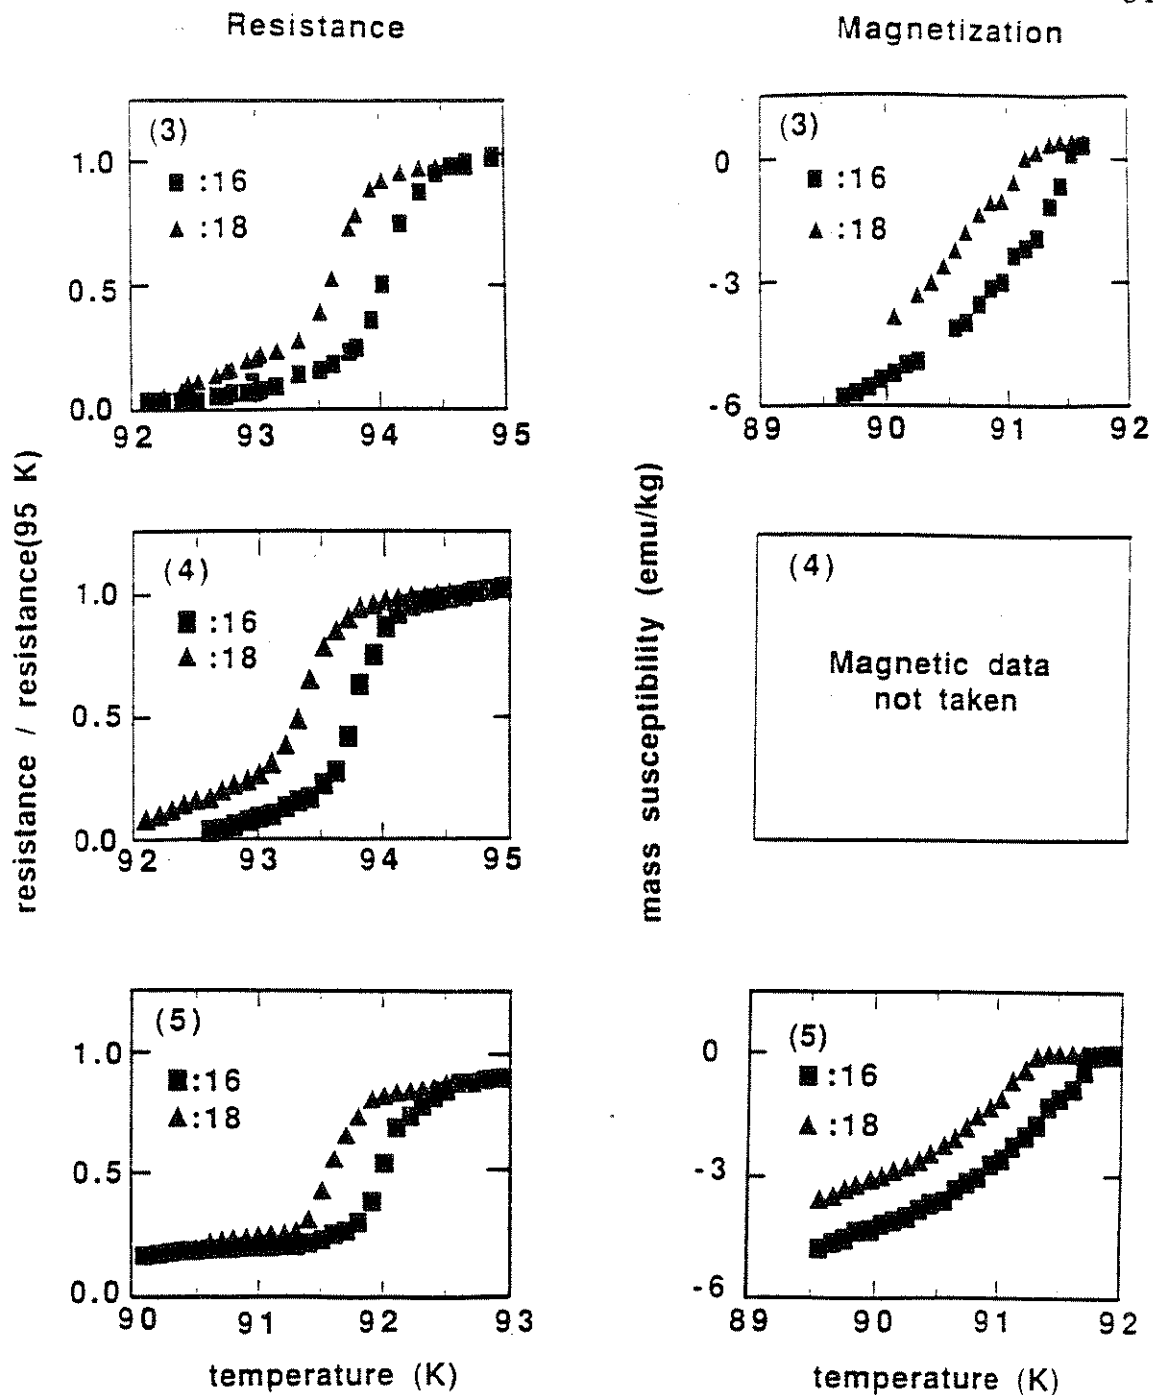 Resistance
Magnetization
(3)
■ :16
▲ :18
1.0
0.5
0.0
92 93 94 95
(3)
■ :16
▲ :18
0
-3
-6
89 90 91 92
resistance / resistance(95 K)
mass susceptibility (emu/kg)
(4)
■ :16
▲ :18
1.0
0.5
0.0
92 93 94 95
(4)
Magnetic data
not taken
(5)
■ :16
▲ :18
1.0
0.5
0.0
90 91 92 93
temperature (K)
(5)
■ :16
▲ :18
0
-3
-6
89 90 91 92
temperature (K)